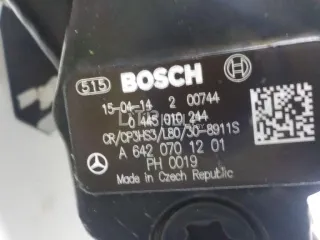 515 BOSCH
15-04-14 2 00744
0 445 010 244
CR/CP3HS3/L80/30-8911S
A 642 070 12 01
PH 0019
Made in Czech Republic